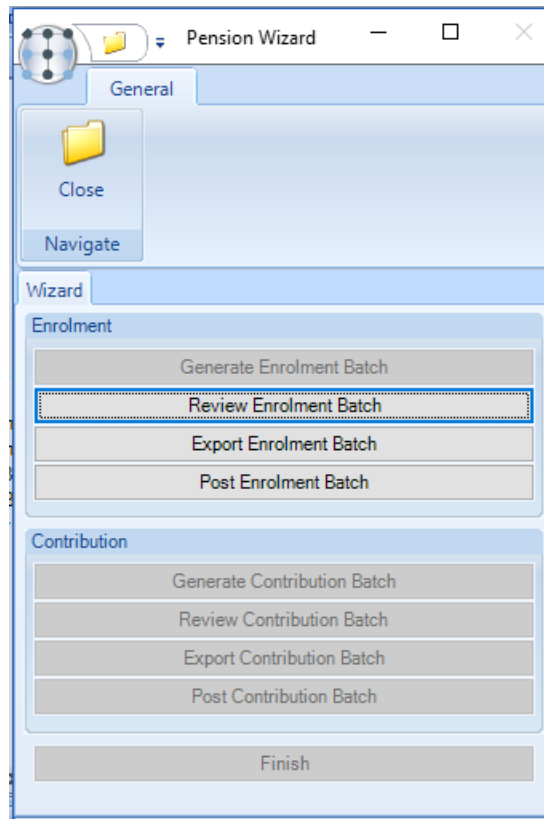 Pension Wizard
General
Close
Navigate
Wizard
Enrolment
Generate Enrolment Batch
Review Enrolment Batch
Export Enrolment Batch
Post Enrolment Batch
Contribution
Generate Contribution Batch
Review Contribution Batch
Export Contribution Batch
Post Contribution Batch
Finish